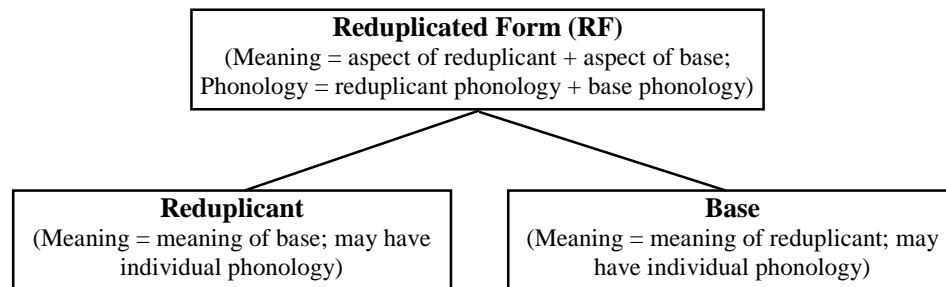 Reduplicated Form (RF)
(Meaning = aspect of reduplicant + aspect of base;
Phonology = reduplicant phonology + base phonology)
Reduplicant
(Meaning = meaning of base; may have
individual phonology)
Base
(Meaning = meaning of reduplicant; may
have individual phonology)